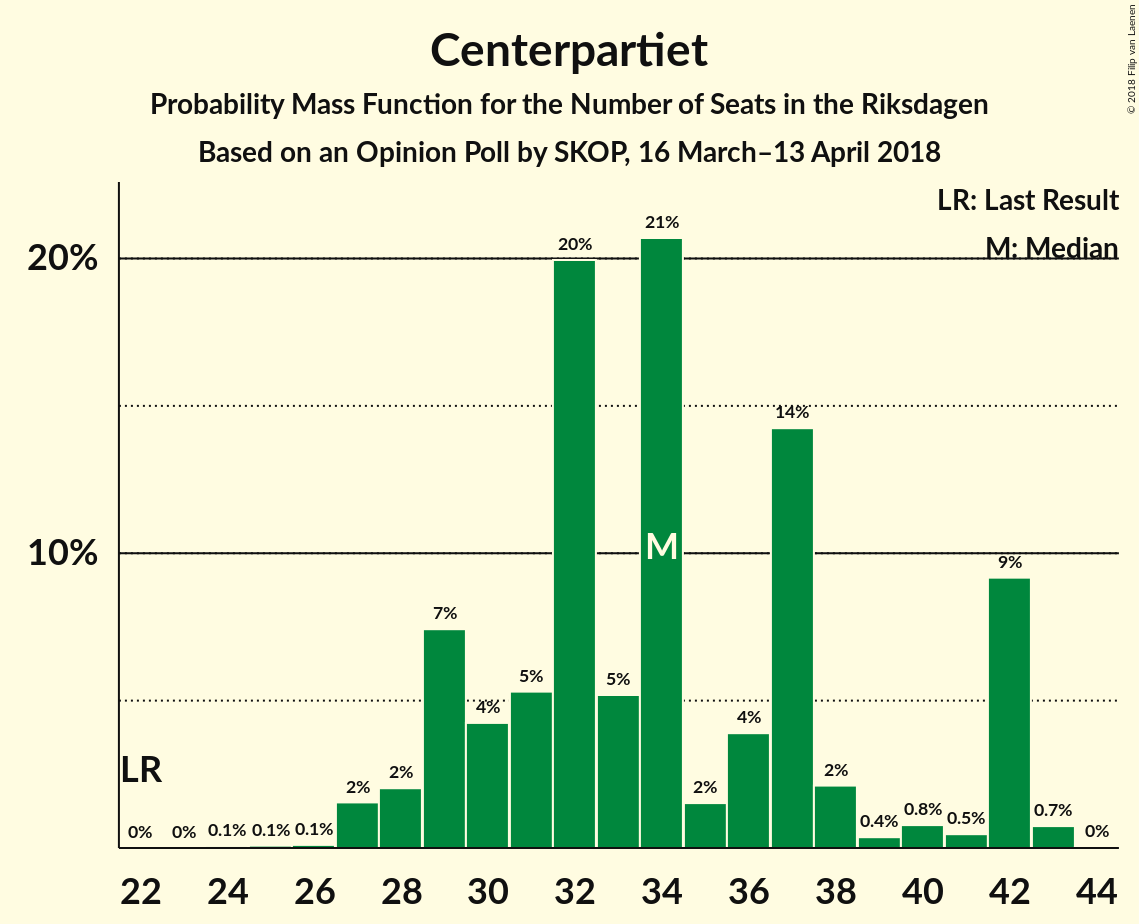 Centerpartiet
Probability Mass Function for the Number of Seats in the Riksdagen
Based on an Opinion Poll by SKOP, 16 March–13 April 2018
© 2018 Filip van Laenen
LR: Last Result
M: Median
20%
10%
LR
M
0% 0% 0.1% 0.1% 0.1% 2% 2% 7% 4% 5% 20% 5% 21% 2% 4% 14% 2% 0.4% 0.8% 0.5% 9% 0.7% 0%
22 24 26 28 30 32 34 36 38 40 42 44